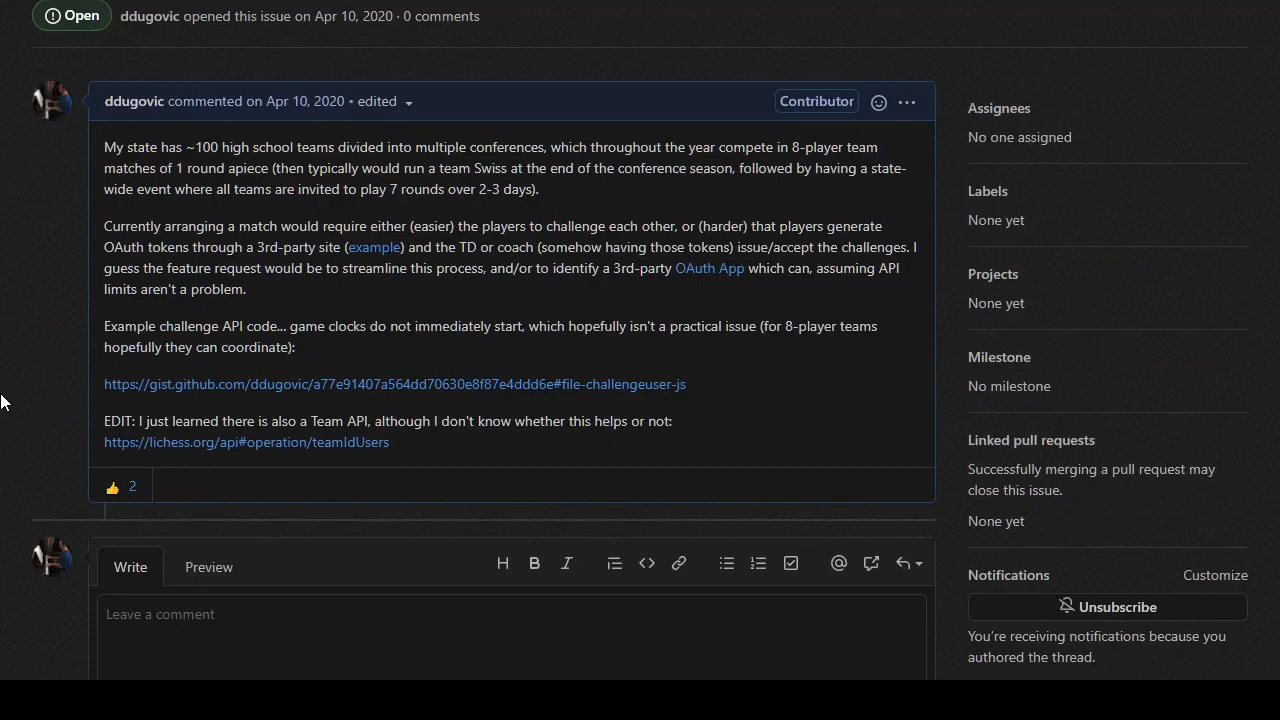 Open ddugovic opened this issue on Apr 10, 2020 · 0 comments
ddugovic commented on Apr 10, 2020 • edited
Contributor
My state has ~100 high school teams divided into multiple conferences, which throughout the year compete in 8-player team
matches of 1 round apiece (then typically would run a team Swiss at the end of the conference season, followed by having a state-
wide event where all teams are invited to play 7 rounds over 2-3 days).
Currently arranging a match would require either (easier) the players to challenge each other, or (harder) that players generate
OAuth tokens through a 3rd-party site (example) and the TD or coach (somehow having those tokens) issue/accept the challenges. I
guess the feature request would be to streamline this process, and/or to identify a 3rd-party OAuth App which can, assuming API
limits aren't a problem.
Example challenge API code... game clocks do not immediately start, which hopefully isn't a practical issue (for 8-player teams
hopefully they can coordinate):
https://gist.github.com/ddugovic/a77e91407a564dd70630e8f87e4ddd6e#file-challengeuser-js
EDIT: I just learned there is also a Team API, although I don't know whether this helps or not:
https://lichess.org/api#operation/teamIdUsers
👍 2
Write Preview
Leave a comment
Assignees
No one assigned
Labels
None yet
Projects
None yet
Milestone
No milestone
Linked pull requests
Successfully merging a pull request may
close this issue.
None yet
Notifications Customize
Unsubscribe
You're receiving notifications because you
authored the thread.